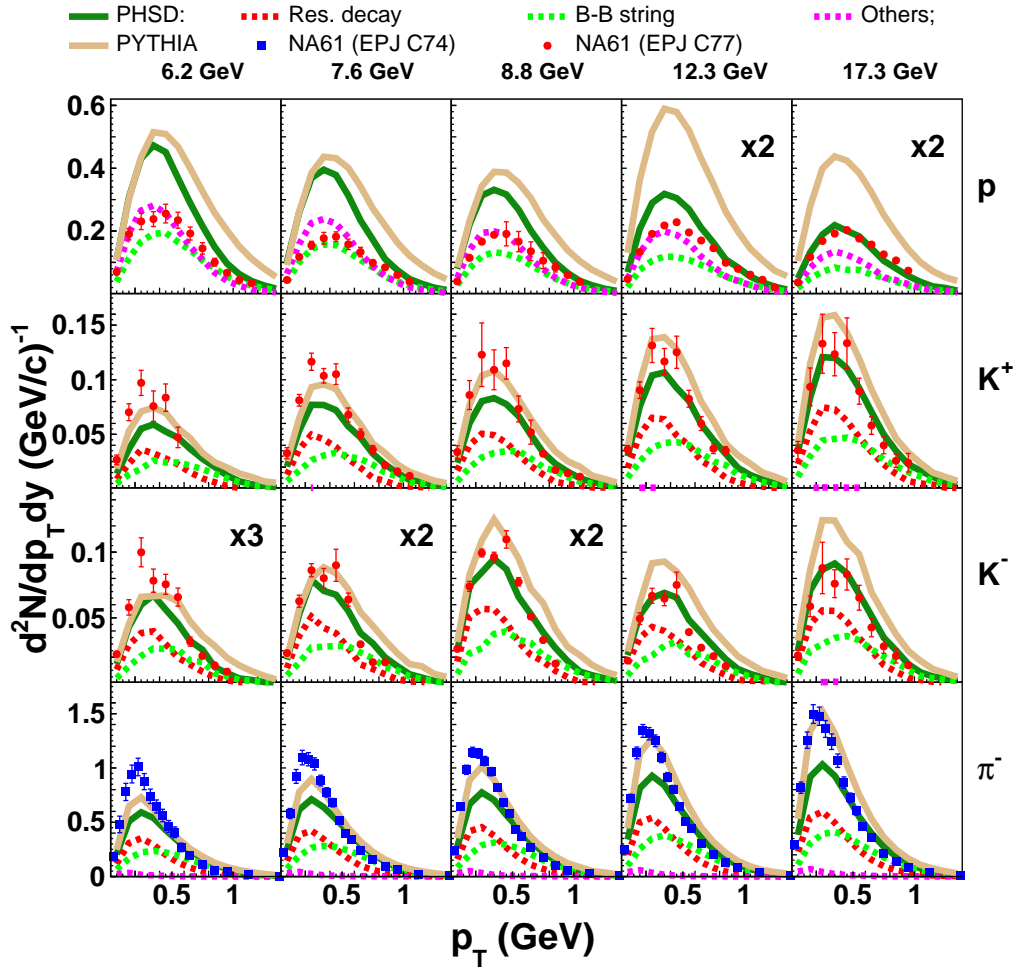 PHSD: Res. decay B-B string Others;
PYTHIA NA61 (EPJ C74) NA61 (EPJ C77)
6.2 GeV 7.6 GeV 8.8 GeV 12.3 GeV 17.3 GeV
0.6
0.4
0.2
x2 x2
p
0.15
0.1
0.05
K+
x3 x2 x2
0.1
0.05
K-
1.5
1
0.5
0
π-
0.5 1 0.5 1 0.5 1 0.5 1 0.5 1
d²N/dp_T dy (GeV/c)⁻¹
p_T (GeV)